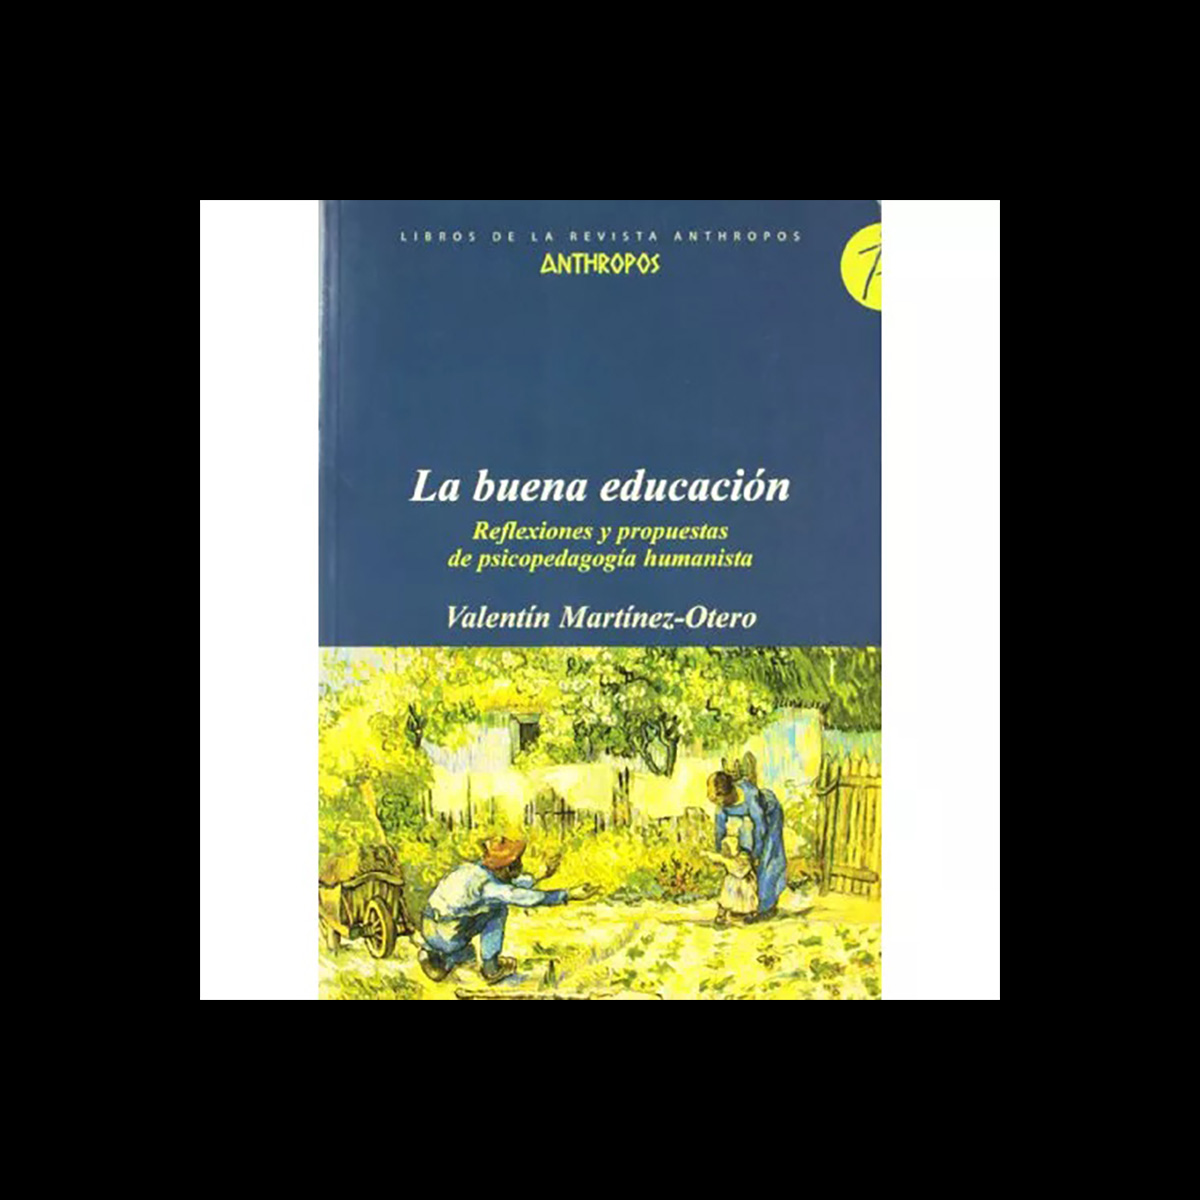 LIBROS DE LA REVISTA ANTHROPOS
ANTHROPOS
La buena educación
Reflexiones y propuestas
de psicopedagogía humanista
Valentín Martínez-Otero